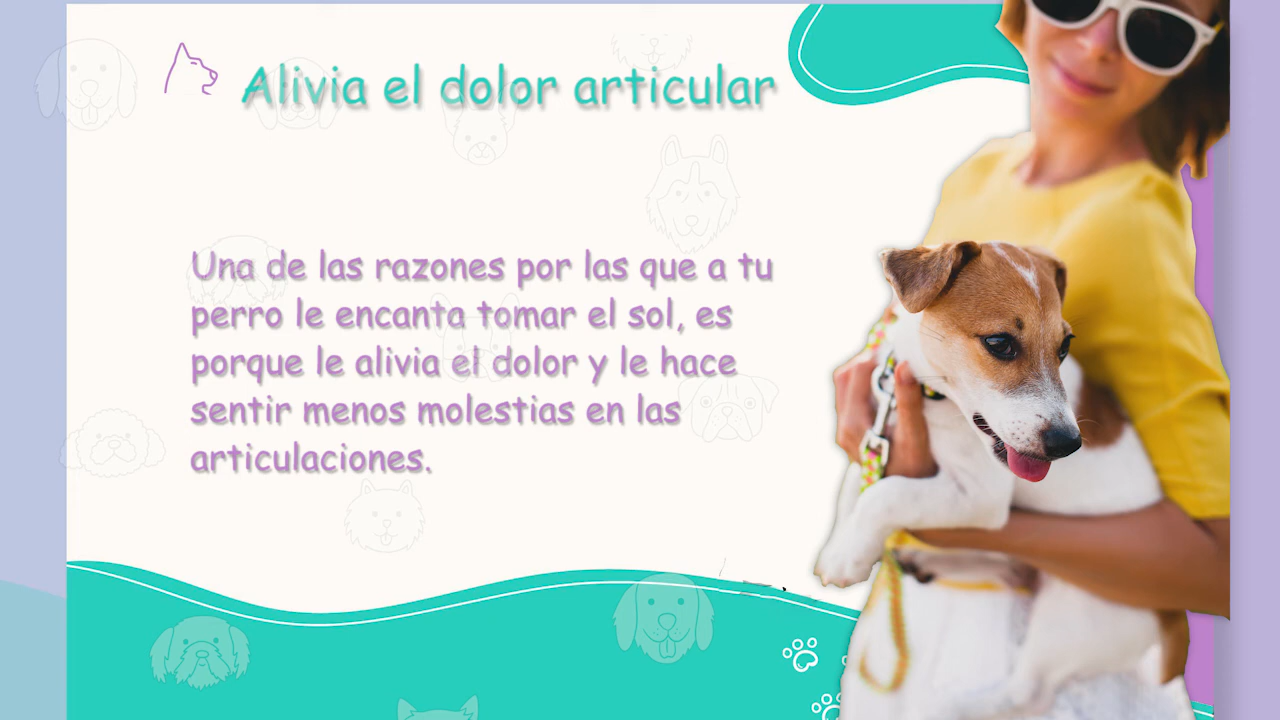 Alivia el dolor articular
Una de las razones por las que a tu
perro le encanta tomar el sol, es
porque le alivia el dolor y le hace
sentir menos molestias en las
articulaciones.